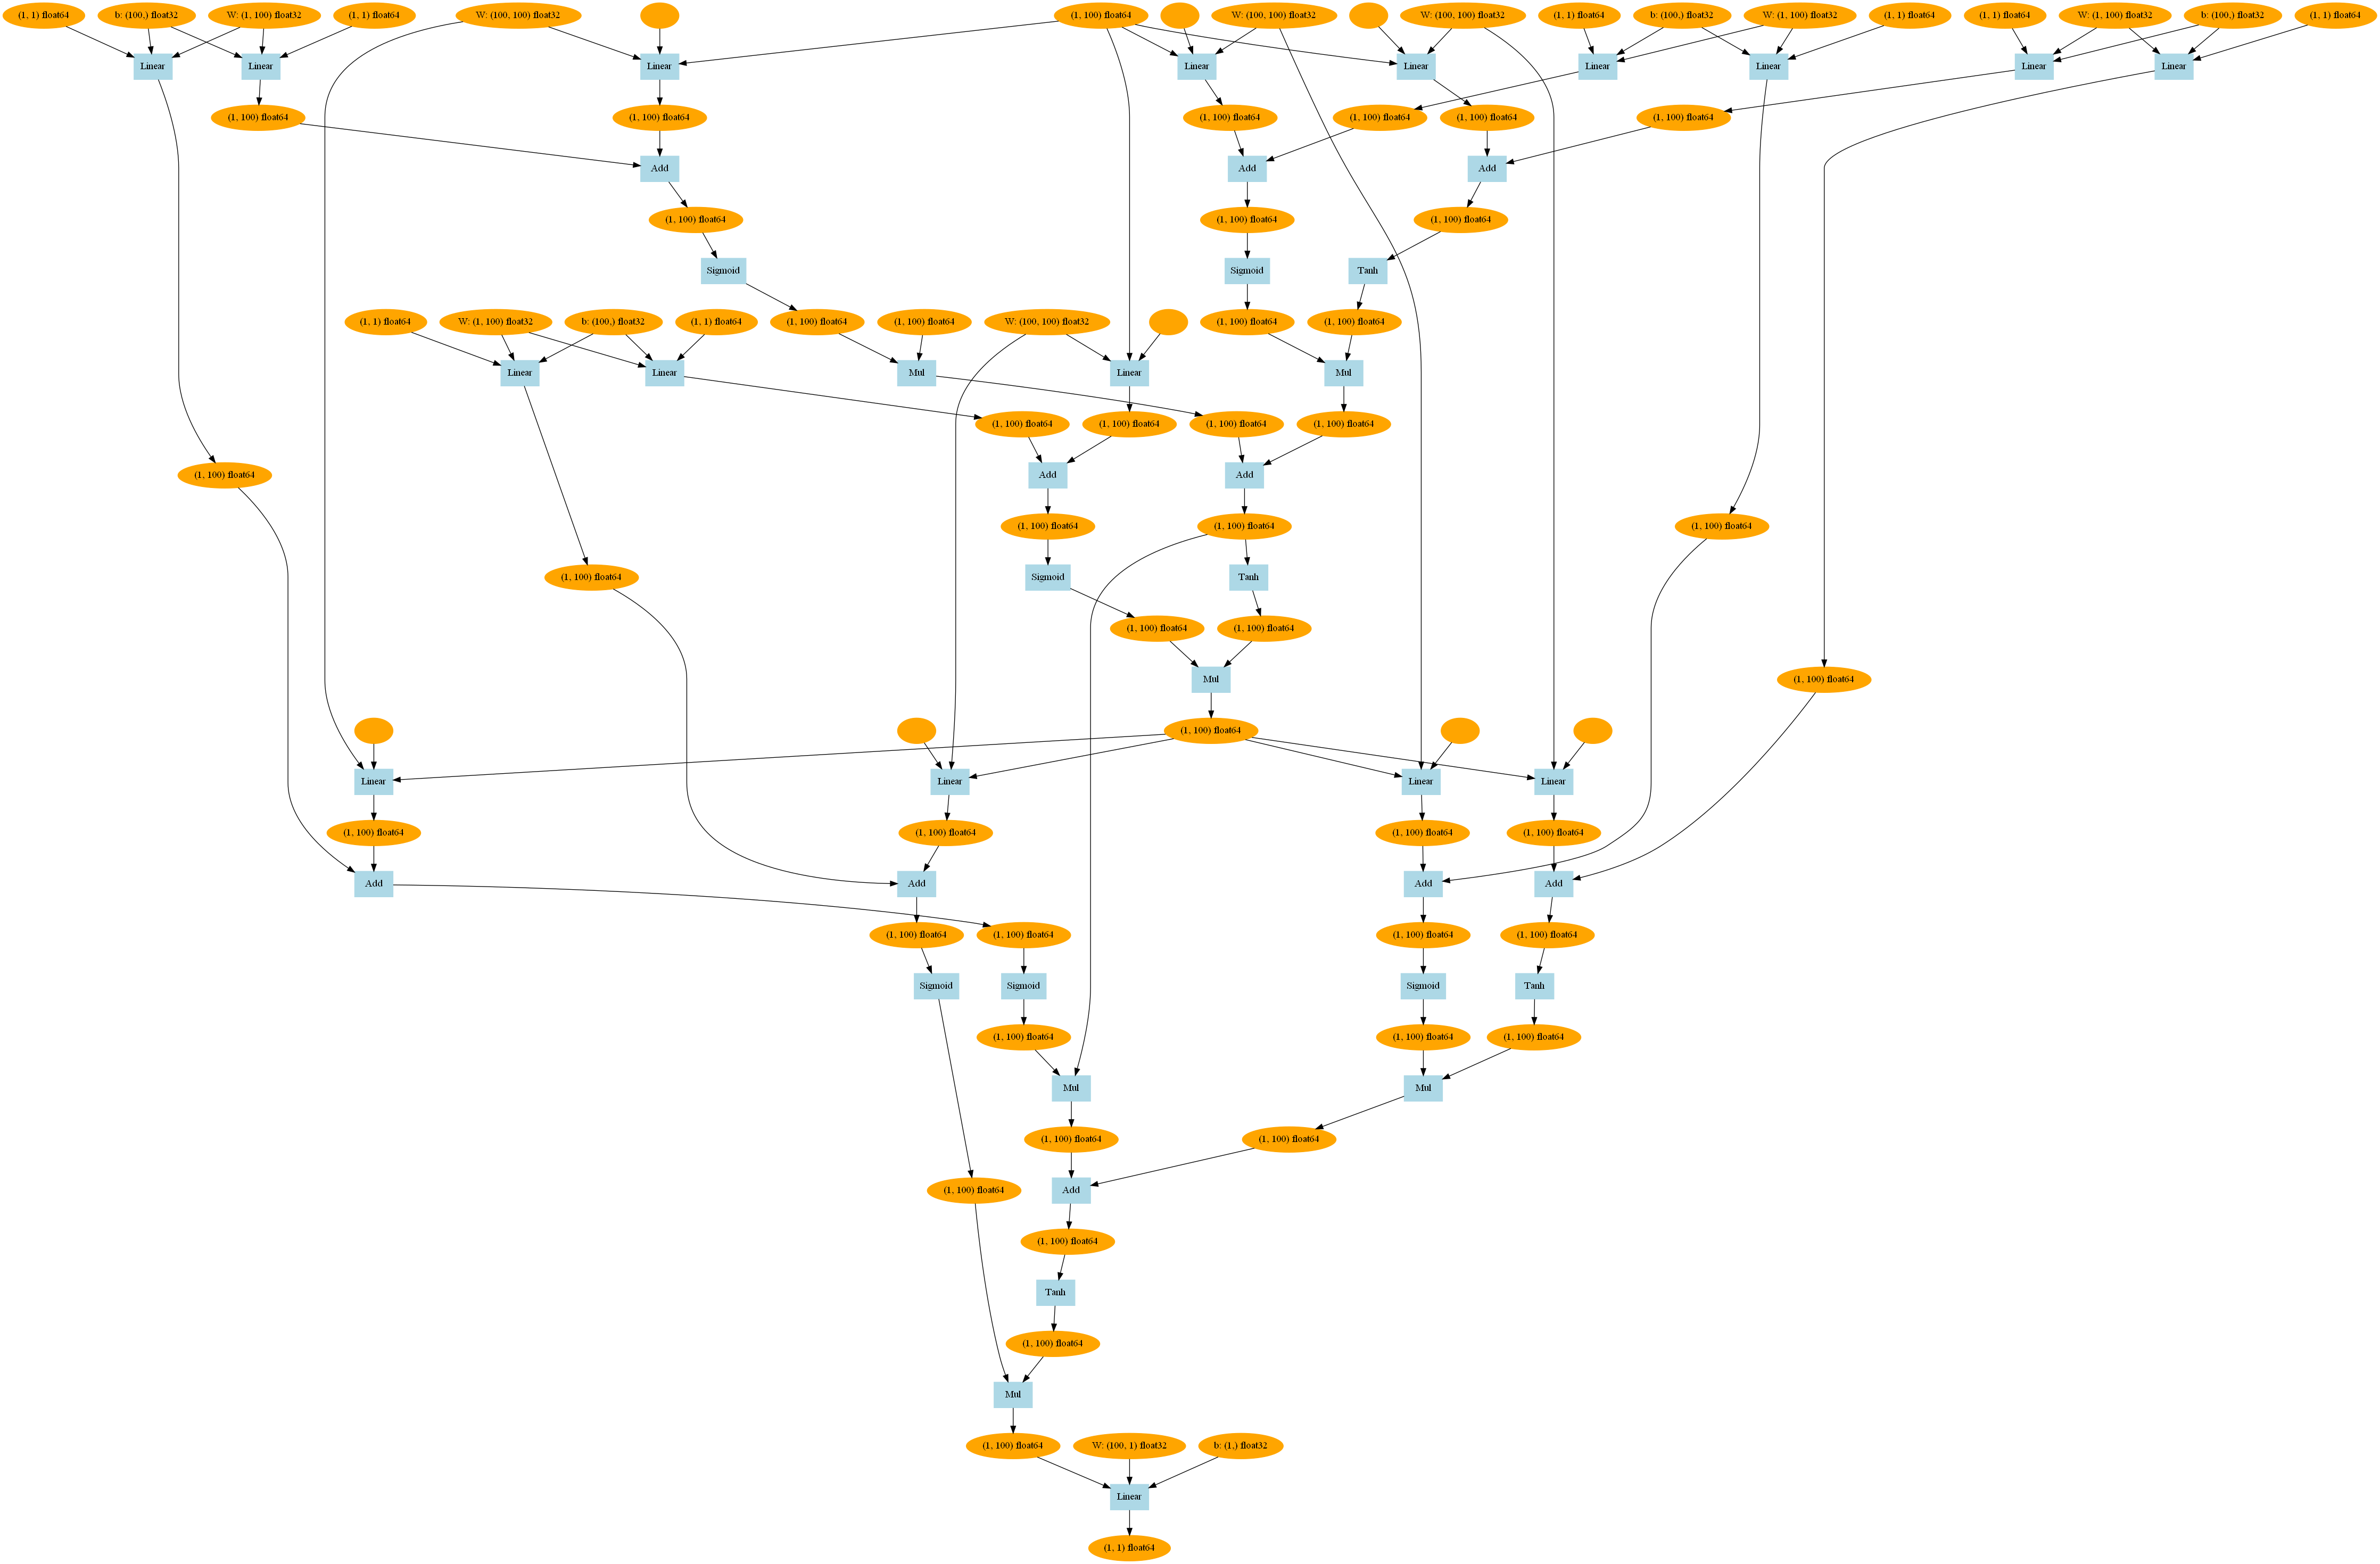 (1, 1) float64
b: (100,) float32
W: (1, 100) float32
(1, 1) float64
W: (100, 100) float32
(1, 100) float64
W: (100, 100) float32
W: (100, 100) float32
(1, 1) float64
b: (100,) float32
W: (1, 100) float32
(1, 1) float64
(1, 1) float64
W: (1, 100) float32
b: (100,) float32
(1, 1) float64
Linear
Linear
Linear
Linear
Linear
Linear
Linear
Linear
Linear
(1, 100) float64
(1, 100) float64
(1, 100) float64
(1, 100) float64
(1, 100) float64
(1, 100) float64
Add
Add
Add
(1, 100) float64
(1, 100) float64
(1, 100) float64
Sigmoid
Sigmoid
Tanh
(1, 1) float64
W: (1, 100) float32
b: (100,) float32
(1, 1) float64
(1, 100) float64
(1, 100) float64
W: (100, 100) float32
(1, 100) float64
(1, 100) float64
Linear
Linear
Mul
Linear
Mul
(1, 100) float64
(1, 100) float64
(1, 100) float64
(1, 100) float64
(1, 100) float64
Add
Add
(1, 100) float64
(1, 100) float64
(1, 100) float64
Sigmoid
Tanh
(1, 100) float64
(1, 100) float64
(1, 100) float64
Mul
(1, 100) float64
(1, 100) float64
Linear
Linear
Linear
Linear
(1, 100) float64
(1, 100) float64
(1, 100) float64
(1, 100) float64
Add
Add
Add
Add
(1, 100) float64
(1, 100) float64
(1, 100) float64
(1, 100) float64
Sigmoid
Sigmoid
Sigmoid
Tanh
(1, 100) float64
(1, 100) float64
(1, 100) float64
Mul
Mul
(1, 100) float64
(1, 100) float64
(1, 100) float64
Add
(1, 100) float64
Tanh
(1, 100) float64
Mul
(1, 100) float64
W: (100, 1) float32
b: (1,) float32
Linear
(1, 1) float64